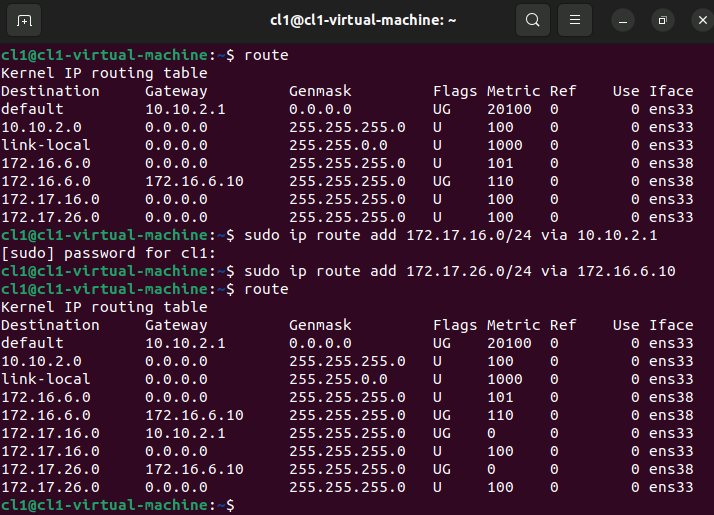 cl1@cl1-virtual-machine: ~
cl1@cl1-virtual-machine:~$ route
Kernel IP routing table
Destination     Gateway         Genmask         Flags Metric Ref    Use Iface
default         10.10.2.1       0.0.0.0         UG    20100  0        0 ens33
10.10.2.0       0.0.0.0         255.255.255.0   U     100    0        0 ens33
link-local      0.0.0.0         255.255.0.0     U     1000   0        0 ens33
172.16.6.0      0.0.0.0         255.255.255.0   U     101    0        0 ens38
172.16.6.0      172.16.6.10     255.255.255.0   UG    110    0        0 ens38
172.17.16.0     0.0.0.0         255.255.255.0   U     100    0        0 ens33
172.17.26.0     0.0.0.0         255.255.255.0   U     100    0        0 ens33
cl1@cl1-virtual-machine:~$ sudo ip route add 172.17.16.0/24 via 10.10.2.1
[sudo] password for cl1:
cl1@cl1-virtual-machine:~$ sudo ip route add 172.17.26.0/24 via 172.16.6.10
cl1@cl1-virtual-machine:~$ route
Kernel IP routing table
Destination     Gateway         Genmask         Flags Metric Ref    Use Iface
default         10.10.2.1       0.0.0.0         UG    20100  0        0 ens33
10.10.2.0       0.0.0.0         255.255.255.0   U     100    0        0 ens33
link-local      0.0.0.0         255.255.0.0     U     1000   0        0 ens33
172.16.6.0      0.0.0.0         255.255.255.0   U     101    0        0 ens38
172.16.6.0      172.16.6.10     255.255.255.0   UG    110    0        0 ens38
172.17.16.0     10.10.2.1       255.255.255.0   UG    0      0        0 ens33
172.17.16.0     0.0.0.0         255.255.255.0   U     100    0        0 ens33
172.17.26.0     172.16.6.10     255.255.255.0   UG    0      0        0 ens38
172.17.26.0     0.0.0.0         255.255.255.0   U     100    0        0 ens33
cl1@cl1-virtual-machine:~$